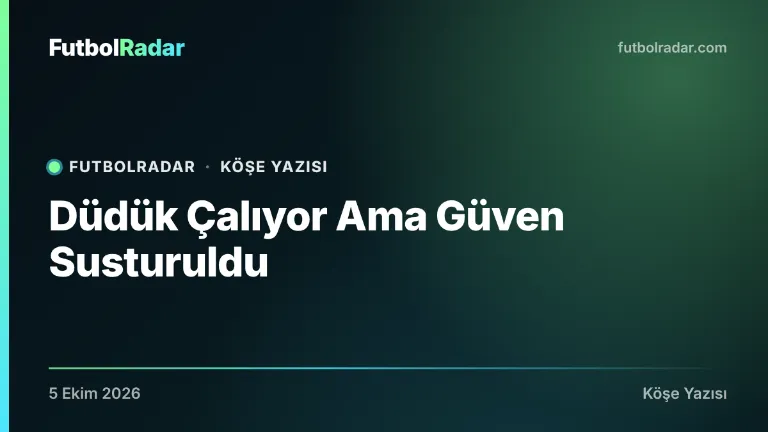 FutbolRadar
futbolradar.com
FUTBOLRADAR · KÖŞE YAZISI
Düdük Çalıyor Ama Güven
Susturuldu
5 Ekim 2026
Köşe Yazısı